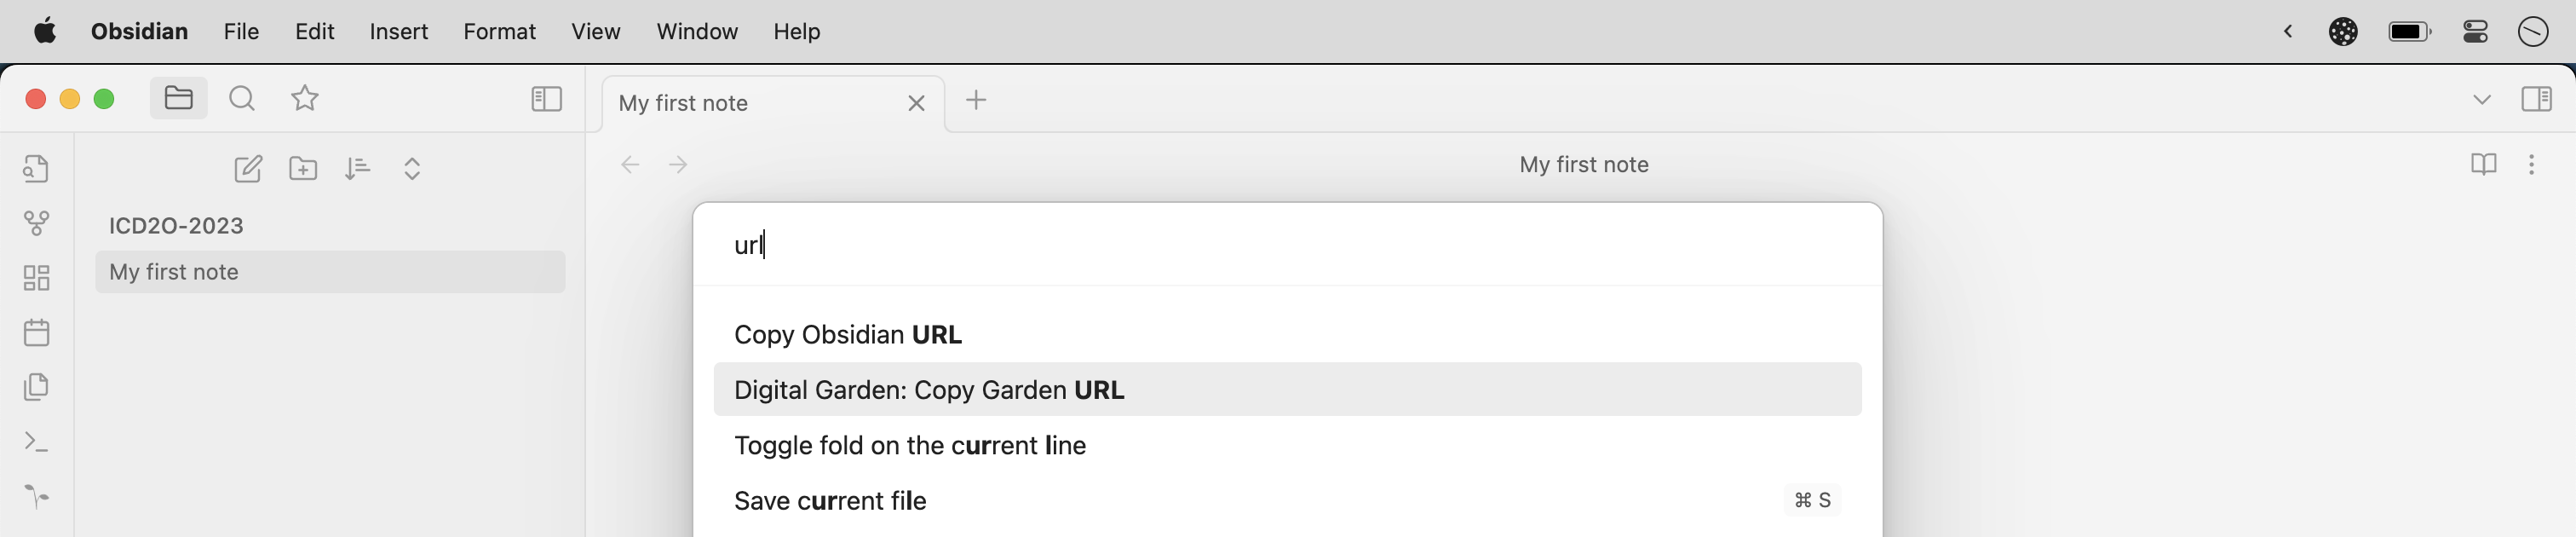 Obsidian File Edit Insert Format View Window Help
My first note
My first note
ICD2O-2023
My first note
url
Copy Obsidian URL
Digital Garden: Copy Garden URL
Toggle fold on the current line
Save current file ⌘ S